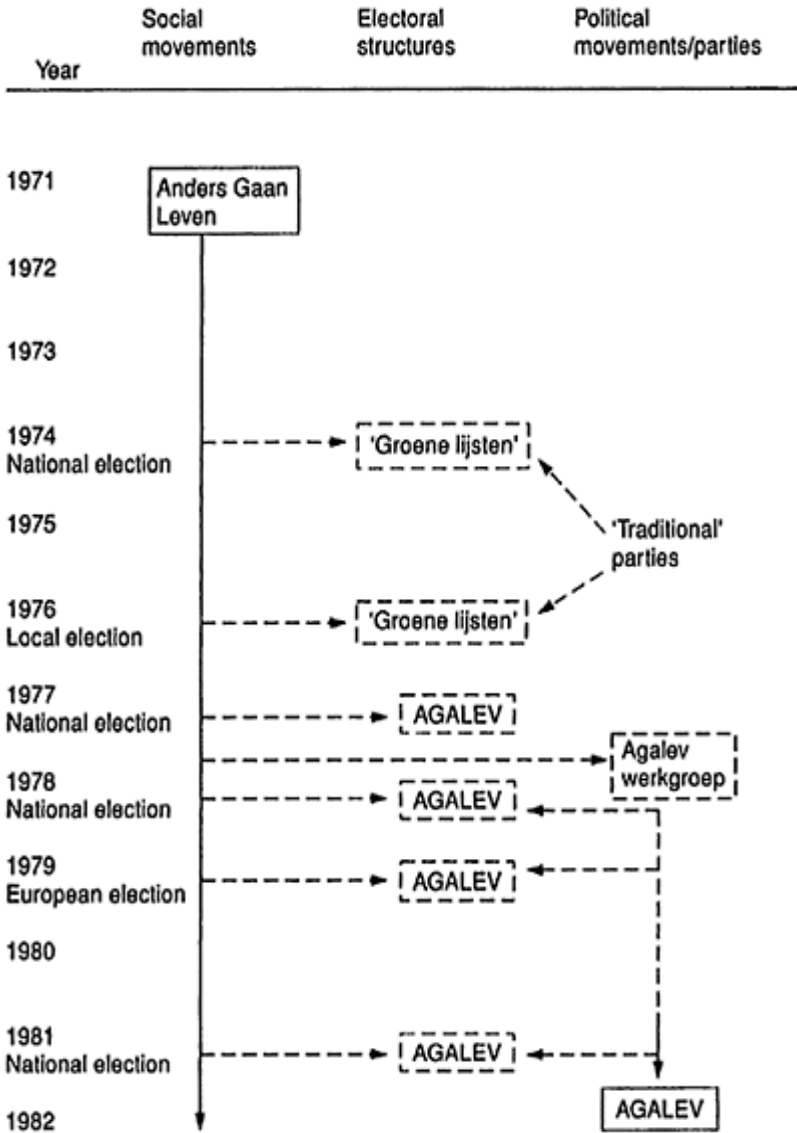 Social movements
Electoral structures
Political movements/parties
Year
1971
Anders Gaan
Leven
1972
1973
1974
National election
'Groene lijsten'
1975
'Traditional'
parties
1976
Local election
'Groene lijsten'
1977
National election
AGALEV
Agalev
werkgroep
1978
National election
AGALEV
1979
European election
AGALEV
1980
1981
National election
AGALEV
AGALEV
1982